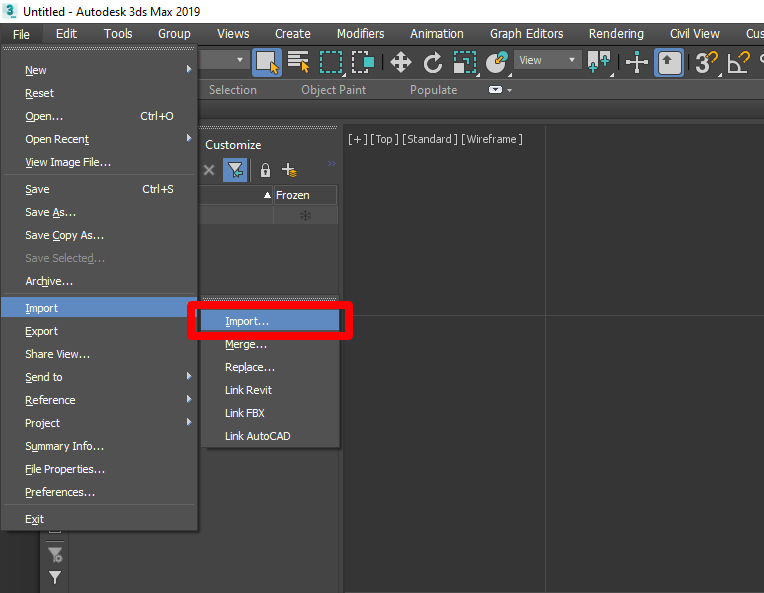 Untitled - Autodesk 3ds Max 2019
File Edit Tools Group Views Create Modifiers Animation Graph Editors Rendering Civil View Cus
View
Selection Object Paint Populate
New
Reset
Open... Ctrl+O
Open Recent
View Image File...
Save Ctrl+S
Save As...
Save Copy As...
Save Selected...
Archive...
Import
Export
Share View...
Send to
Reference
Project
Summary Info...
File Properties...
Preferences...
Exit
Customize
Frozen
Import...
Merge...
Replace...
Link Revit
Link FBX
Link AutoCAD
[+] [Top] [Standard] [Wireframe]